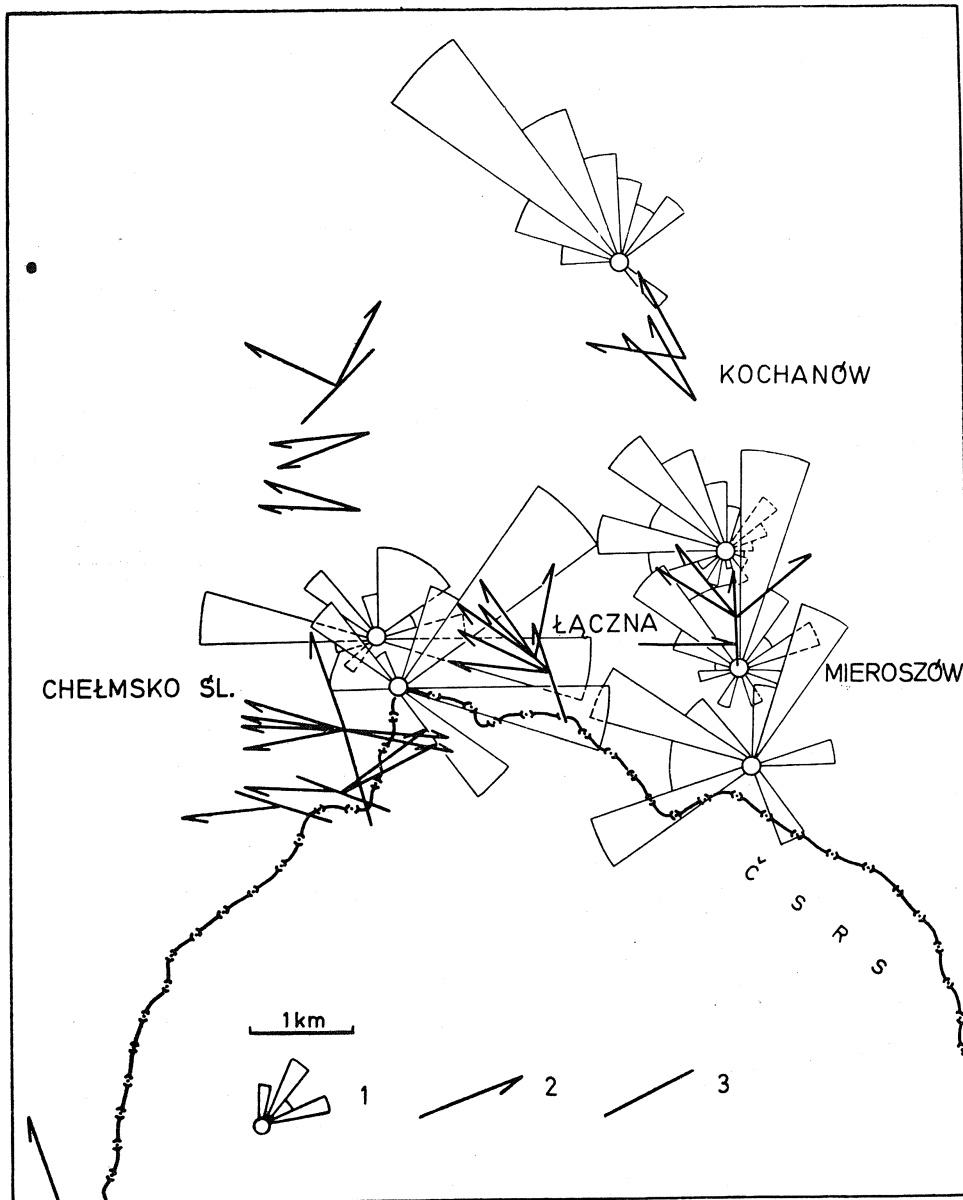 KOCHANÓW
ŁĄCZNA
MIEROSZÓW
CHEŁMSKO ŚL.
Č S R S
1km
1
2
3